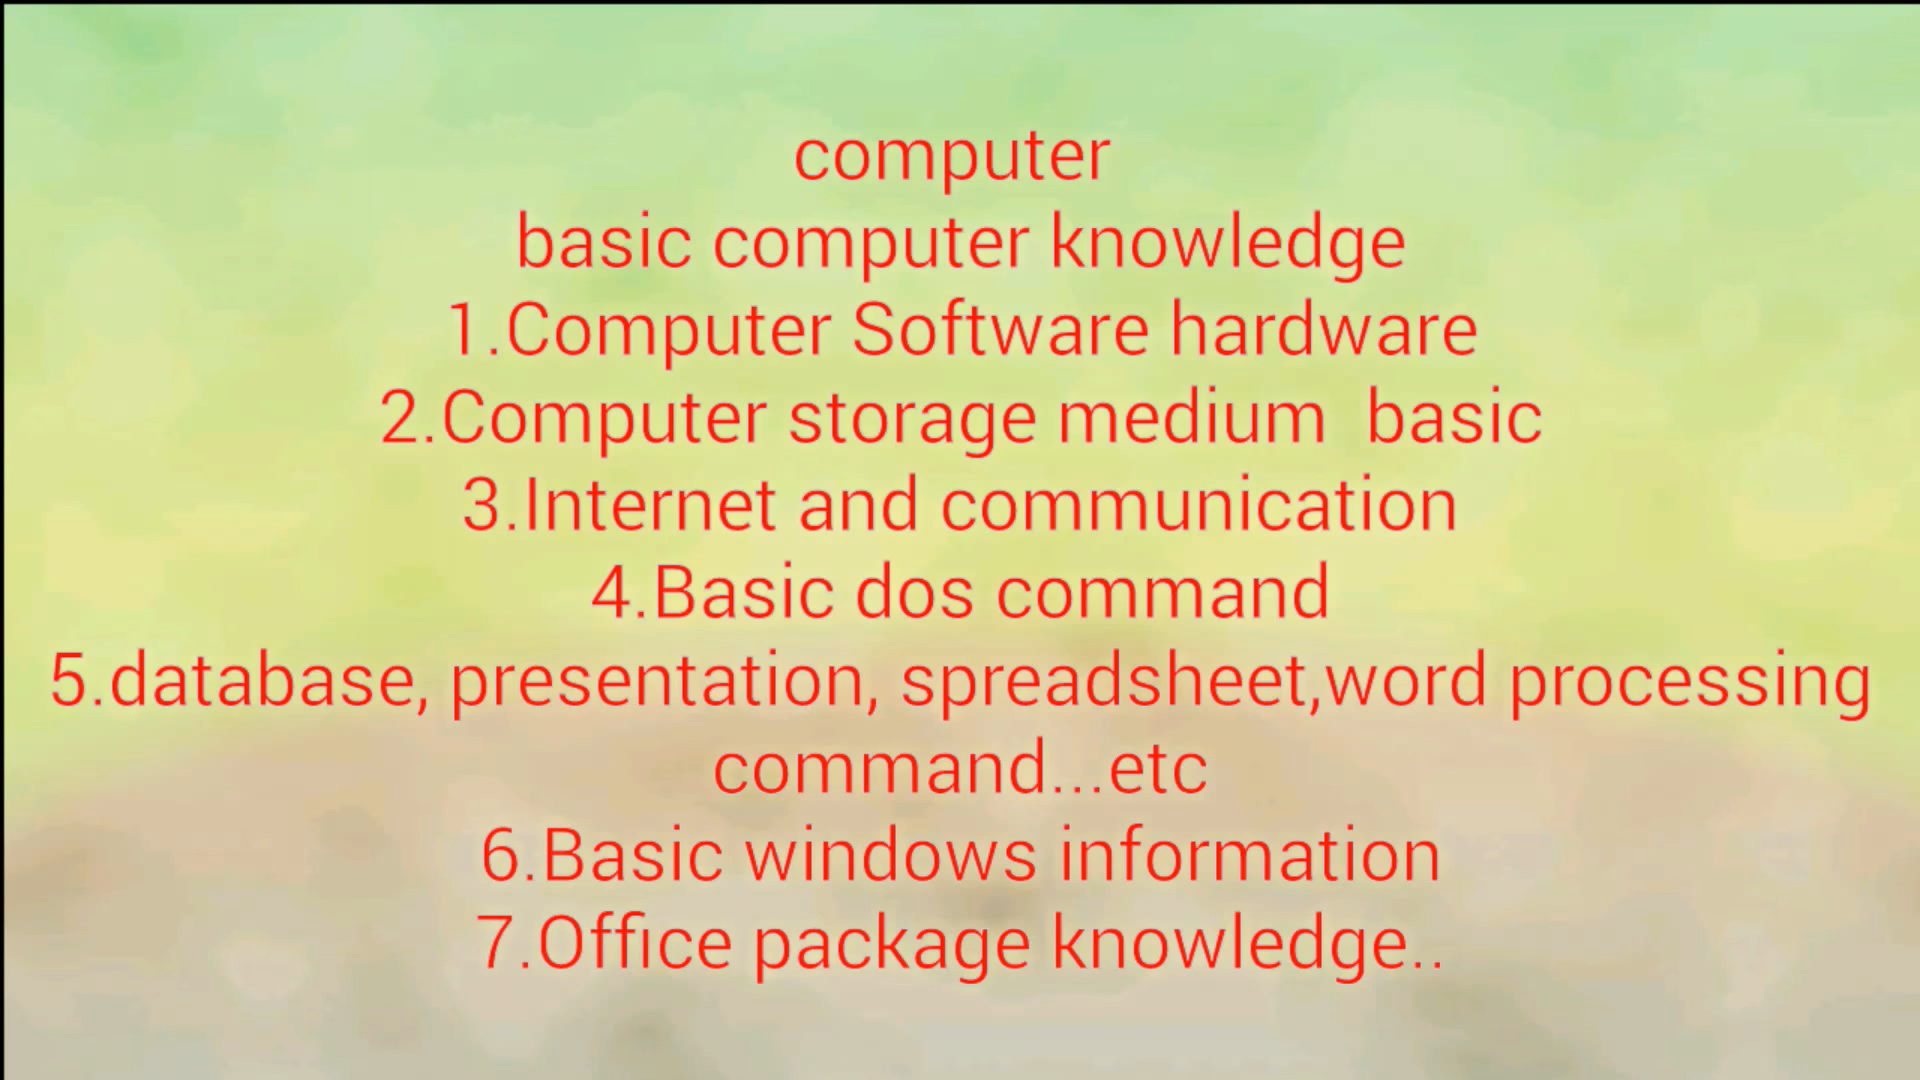 computer
basic computer knowledge
1.Computer Software hardware
2.Computer storage medium  basic
3.Internet and communication
4.Basic dos command
5.database, presentation, spreadsheet,word processing
command...etc
6.Basic windows information
7.Office package knowledge..